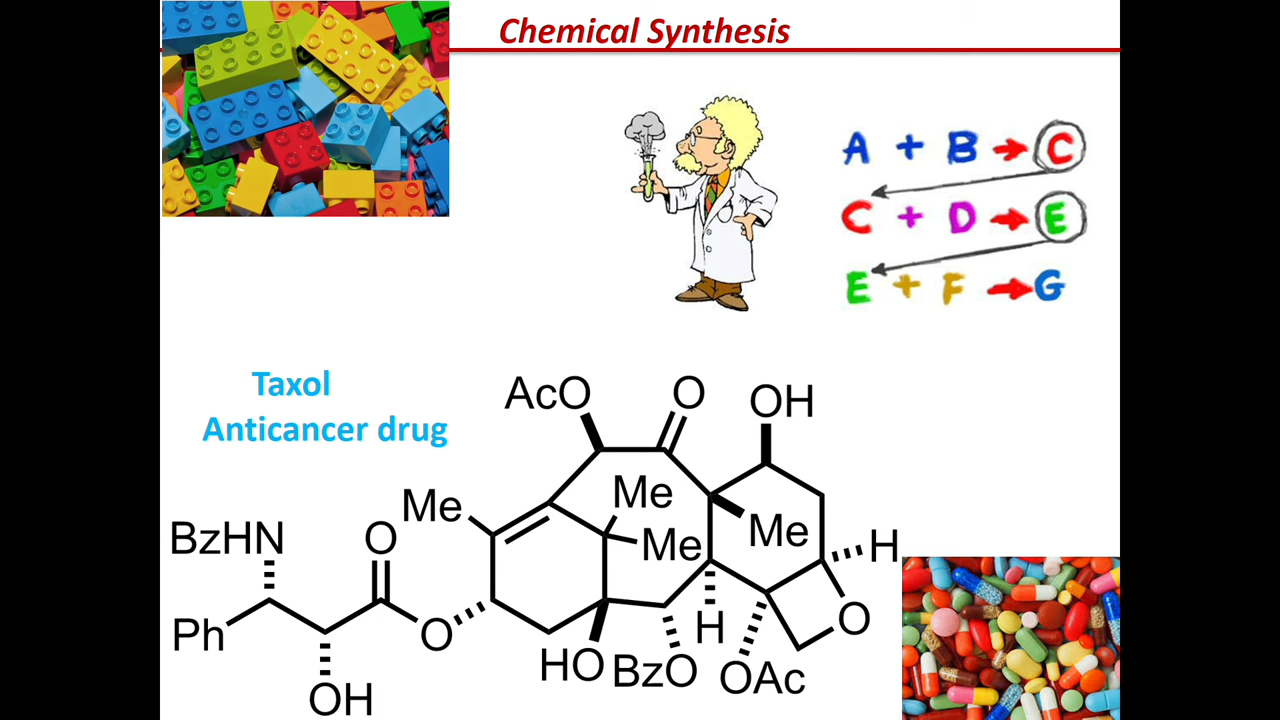 Chemical Synthesis
A + B → C
C + D → E
E + F → G
Taxol
Anticancer drug
AcO
O
OH
Me
Me
Me
Me
BzHN
O
H
Ph
O
H
O
HO
BzO
OAc
OH